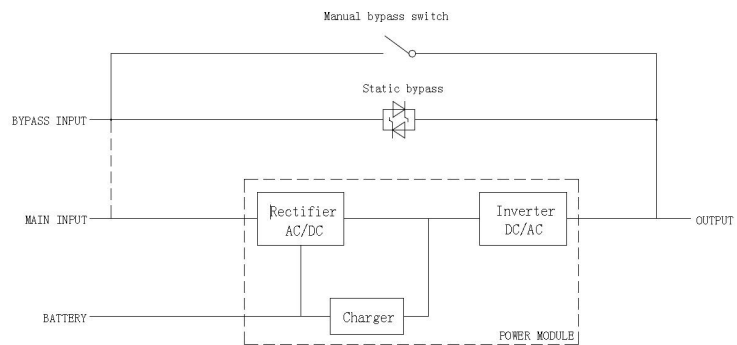 Manual bypass switch
Static bypass
BYPASS INPUT
Rectifier
AC/DC
Inverter
DC/AC
MAIN INPUT
OUTPUT
BATTERY
Charger
POWER MODULE